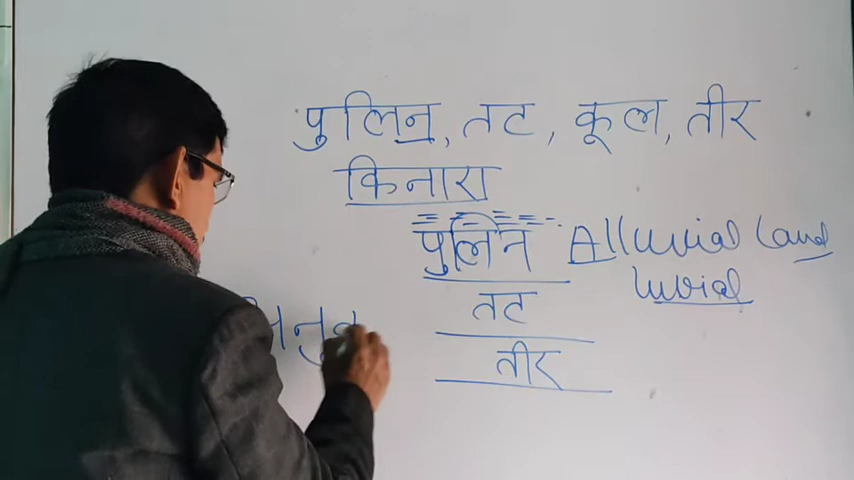 पुलिन, तट, कूल, तीर
किनारा
पुलिन Alluvial Land
luvial
तट
तीर